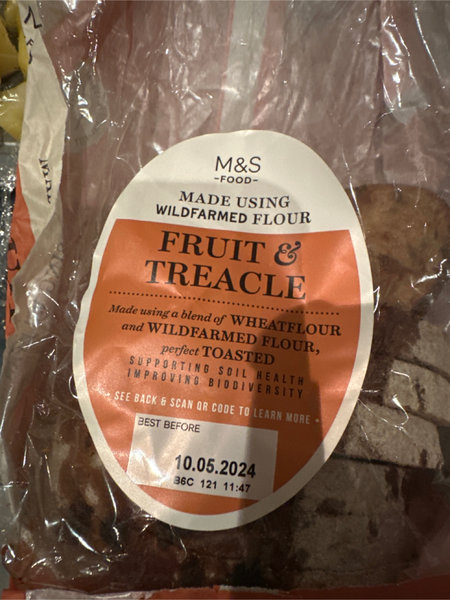 M&S
-FOOD-
MADE USING
WILDFARMED FLOUR
FRUIT &
TREACLE
Made using a blend of WHEATFLOUR
and WILDFARMED FLOUR,
perfect TOASTED
SUPPORTING SOIL HEALTH
IMPROVING BIODIVERSITY
• SEE BACK & SCAN QR CODE TO LEARN MORE •
BEST BEFORE
10.05.2024
B6C 121 11:47